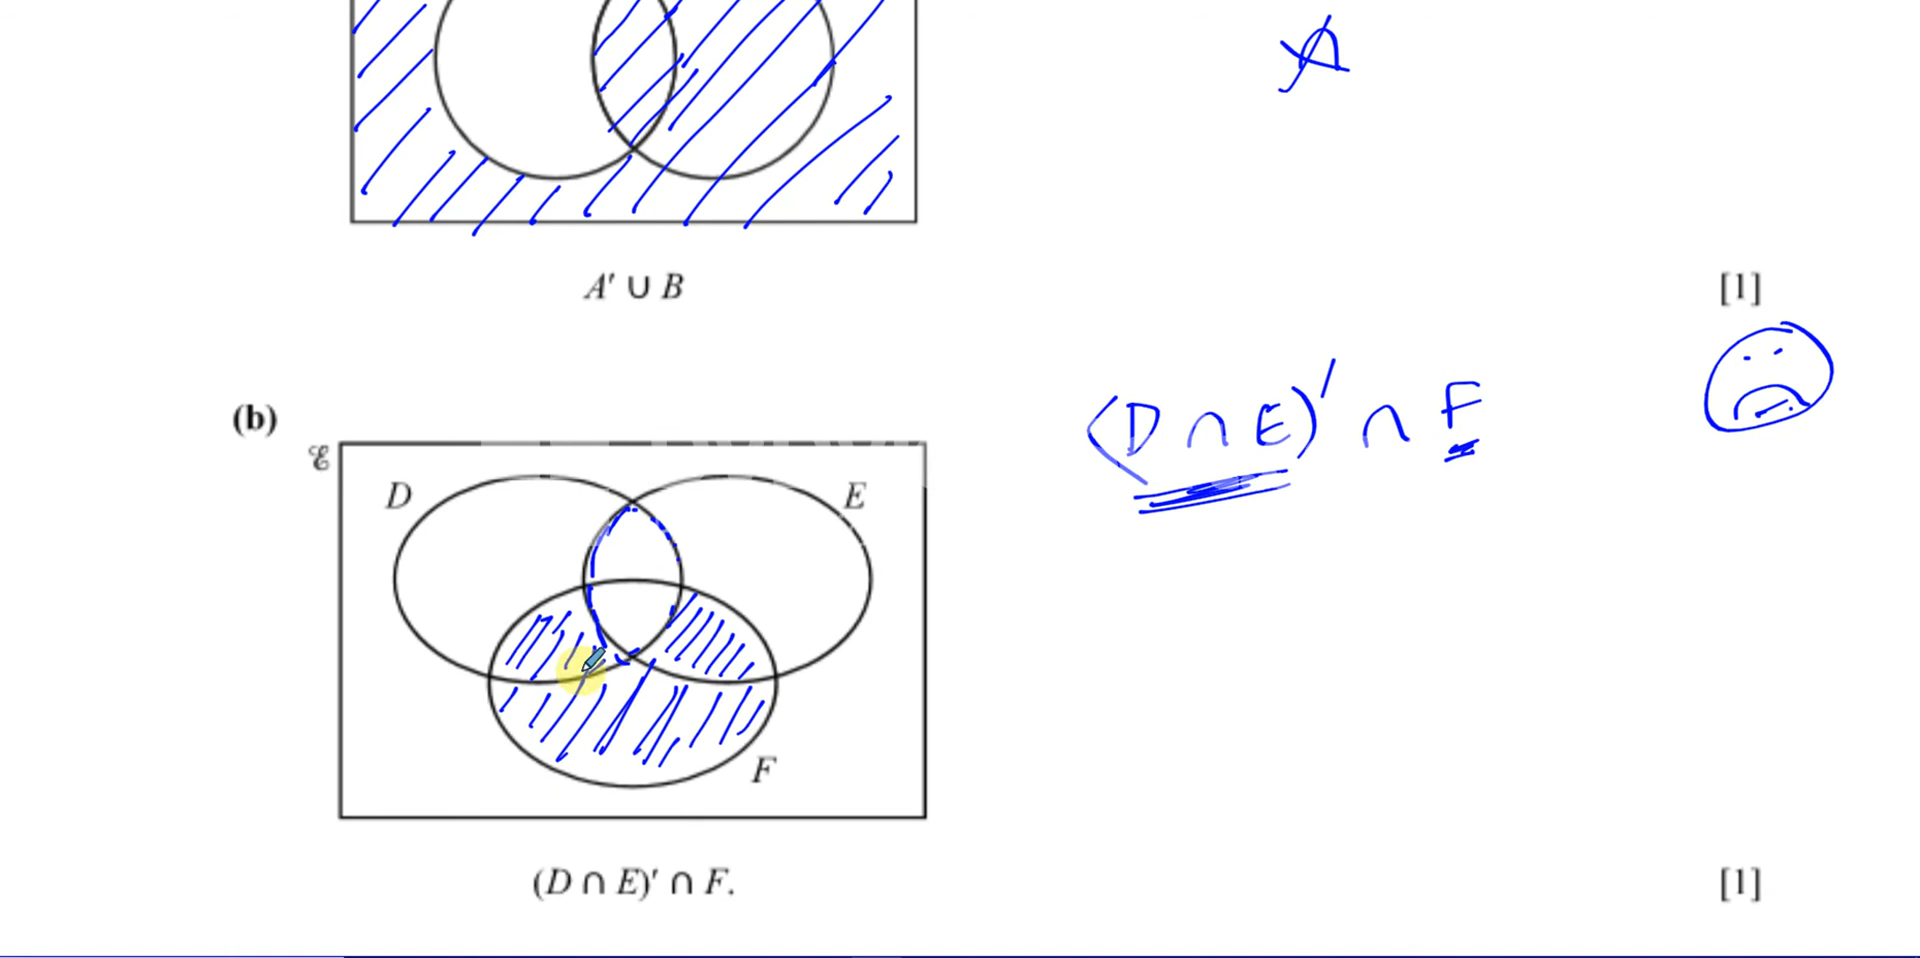 A
A′ ∪ B
[1]
(b)
(D ∩ E)′ ∩ F
ℰ
D
E
F
(D ∩ E)′ ∩ F.
[1]